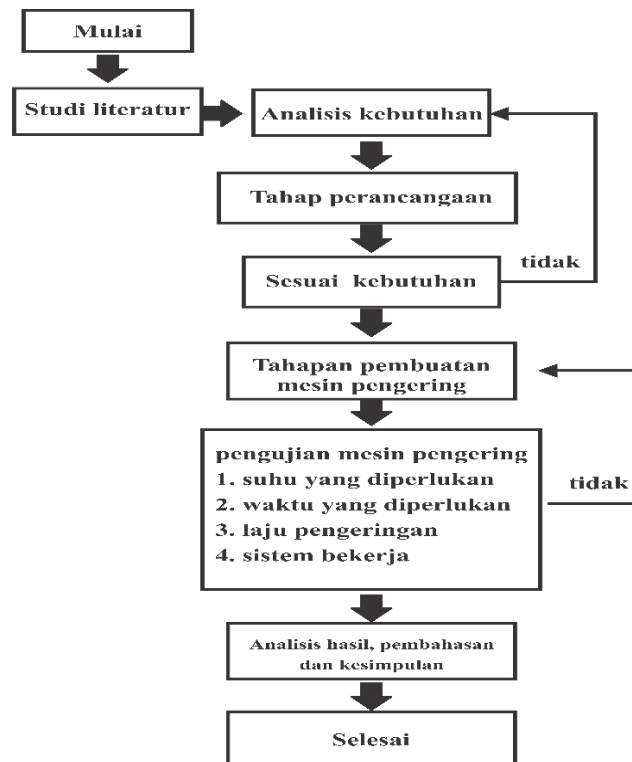 Mulai
Studi literatur
Analisis kebutuhan
Tahap perancangaan
tidak
Sesuai kebutuhan
Tahapan pembuatan
mesin pengering
pengujian mesin pengering
1. suhu yang diperlukan
2. waktu yang diperlukan
3. laju pengeringan
4. sistem bekerja
tidak
Analisis hasil, pembahasan
dan kesimpulan
Selesai